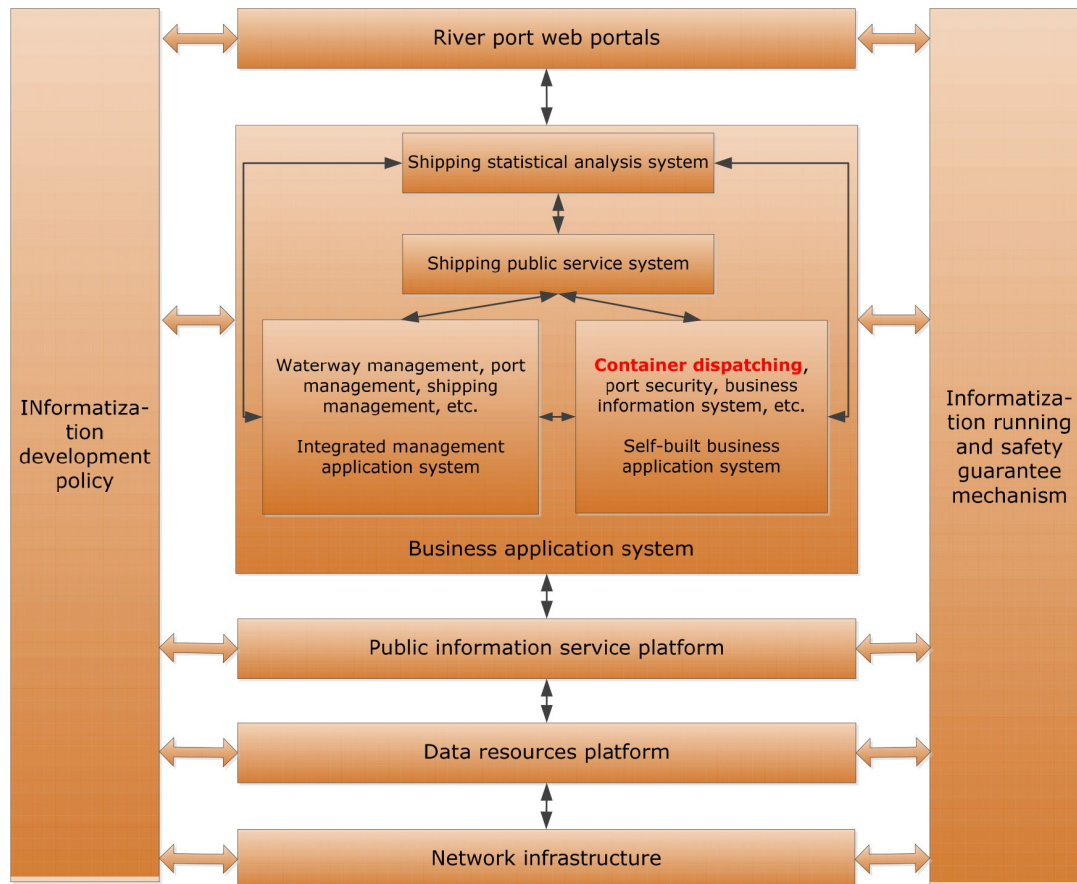 River port web portals
Shipping statistical analysis system
Shipping public service system
Waterway management, port
management, shipping
management, etc.
Integrated management
application system
Container dispatching,
port security, business
information system, etc.
Self-built business
application system
Business application system
INformatiza-
tion
development
policy
Informatiza-
tion running
and safety
guarantee
mechanism
Public information service platform
Data resources platform
Network infrastructure